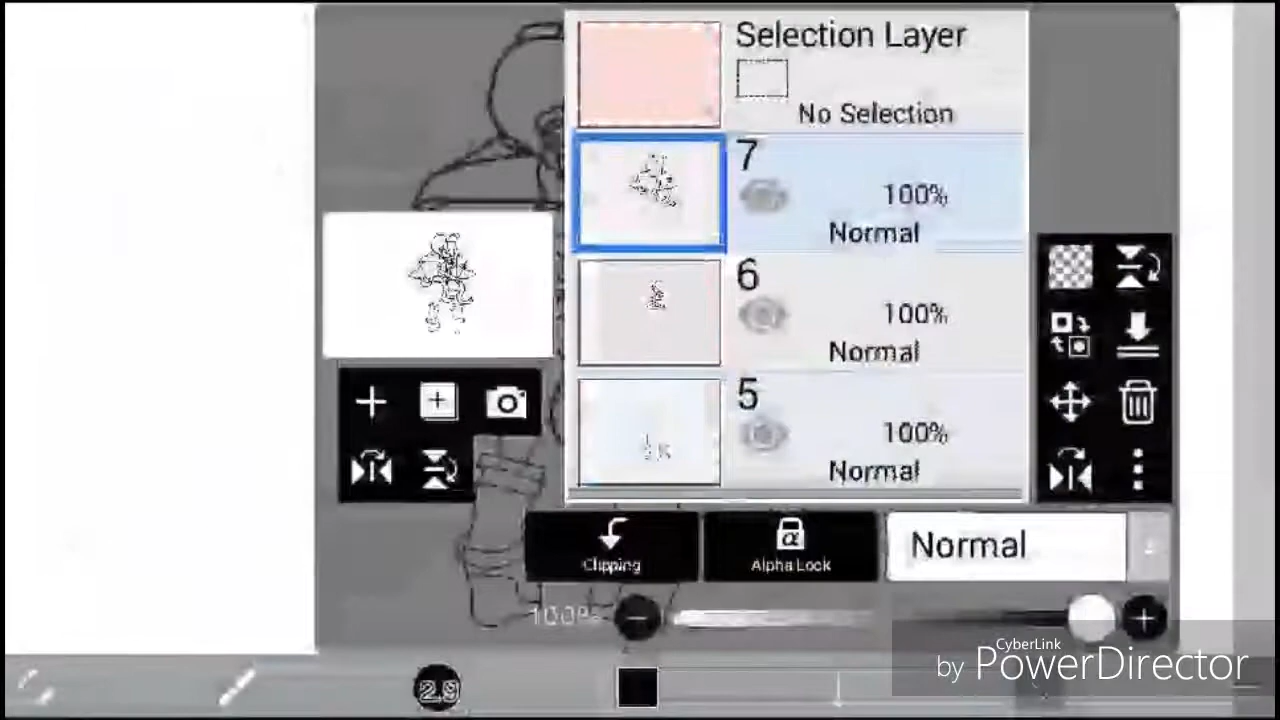 Selection Layer
No Selection
7
100%
Normal
6
100%
Normal
5
100%
Normal
Clipping
α
Alpha Lock
Normal
100%
2.9
CyberLink
by PowerDirector